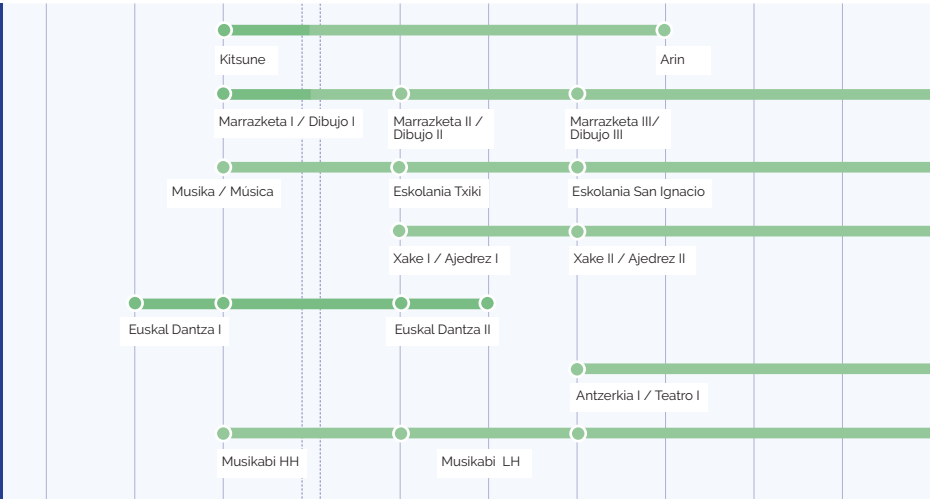 Kitsune
Arin
Marrazketa I / Dibujo I
Marrazketa II /
Dibujo II
Marrazketa III/
Dibujo III
Musika / Música
Eskolania Txiki
Eskolania San Ignacio
Xake I / Ajedrez I
Xake II / Ajedrez II
Euskal Dantza I
Euskal Dantza II
Antzerkia I / Teatro I
Musikabi HH
Musikabi LH